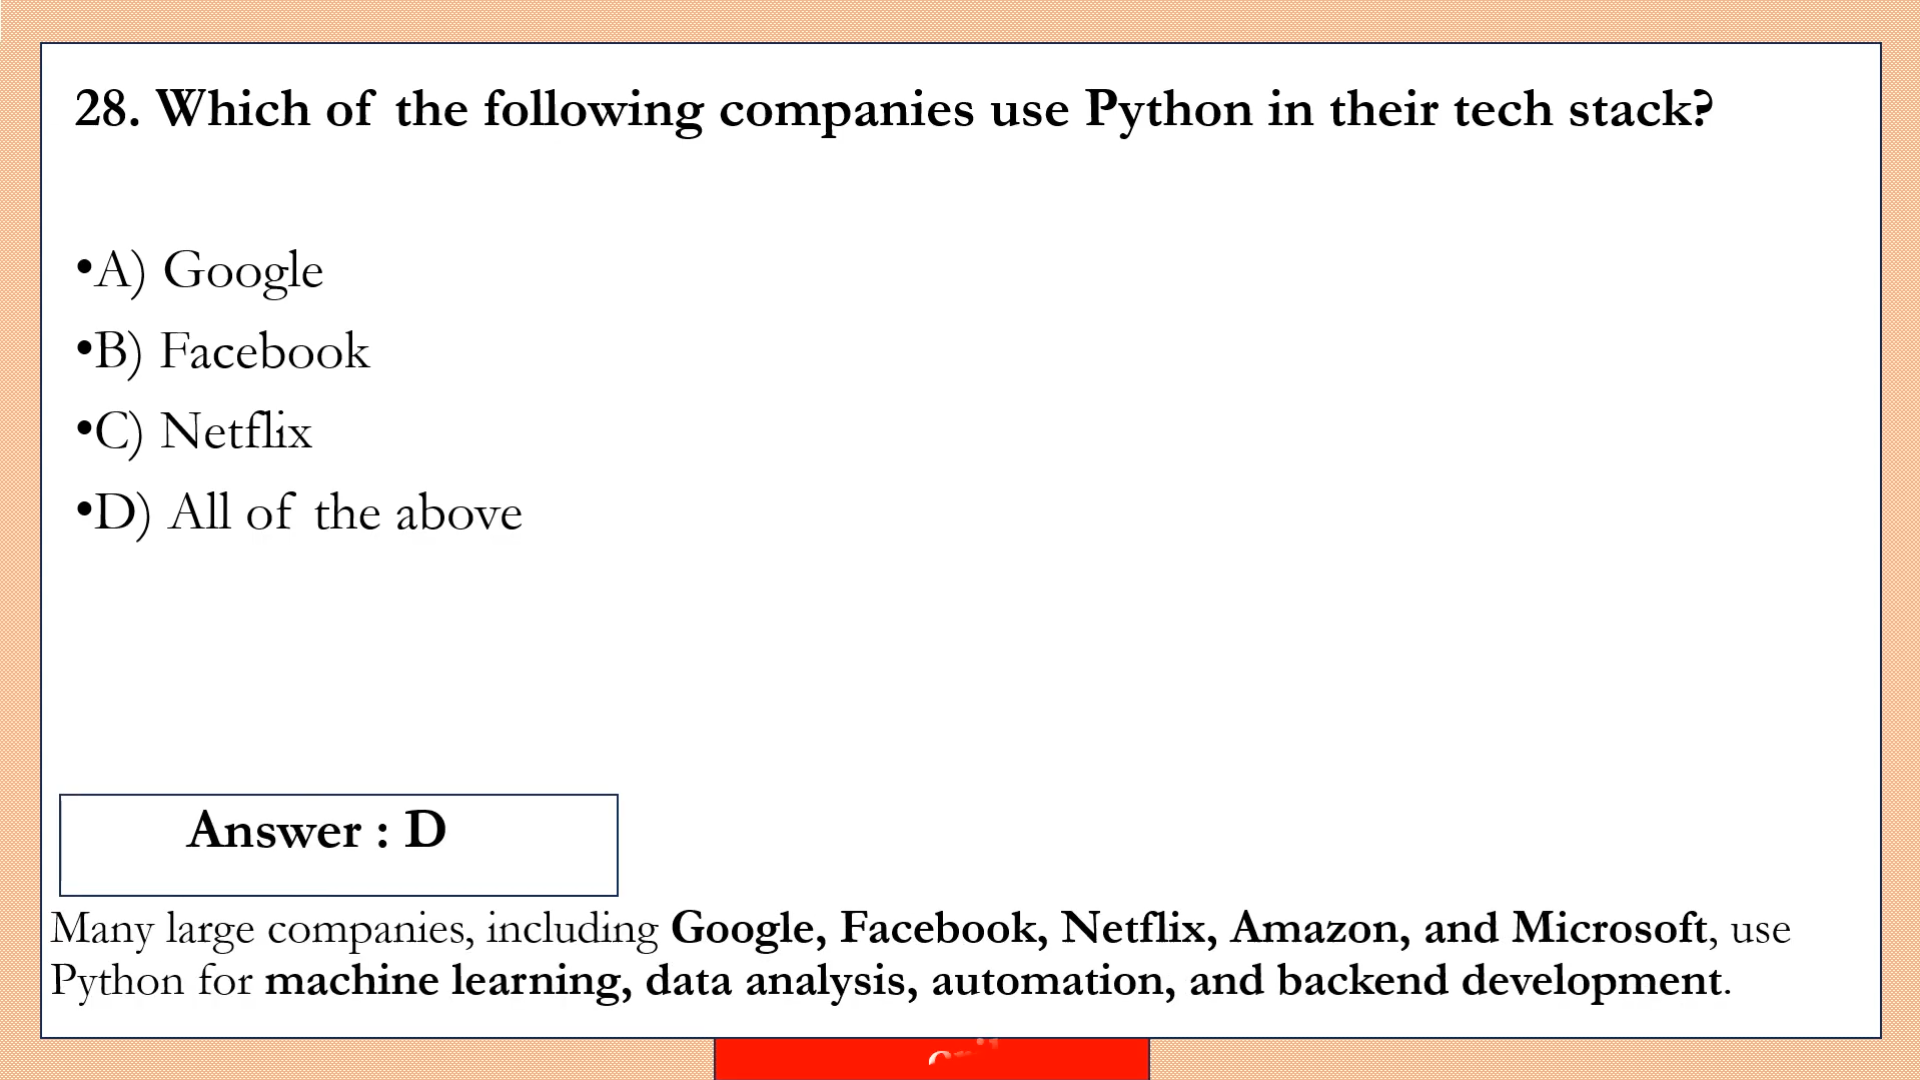 28. Which of the following companies use Python in their tech stack?
•A) Google
•B) Facebook
•C) Netflix
•D) All of the above
Answer : D
Many large companies, including Google, Facebook, Netflix, Amazon, and Microsoft, use
Python for machine learning, data analysis, automation, and backend development.